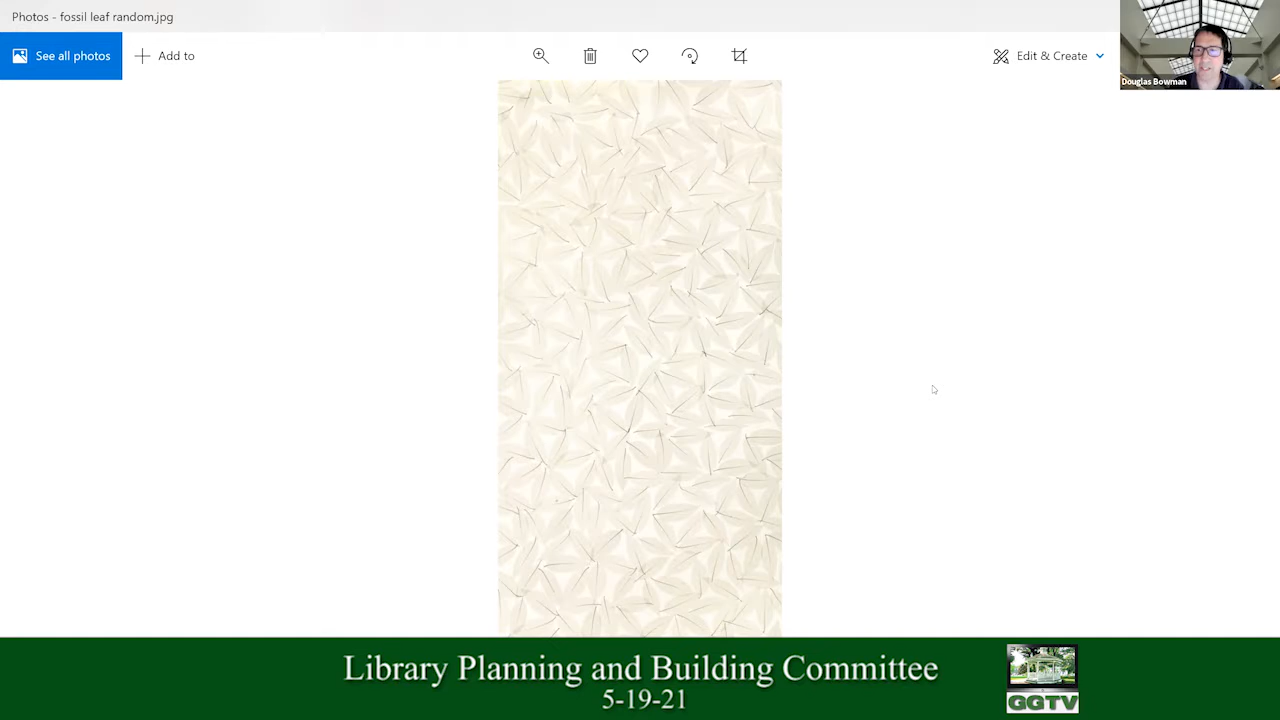 Photos - fossil leaf random.jpg
See all photos
Add to
Edit & Create
Douglas Bowman
Library Planning and Building Committee
5-19-21
GGTV